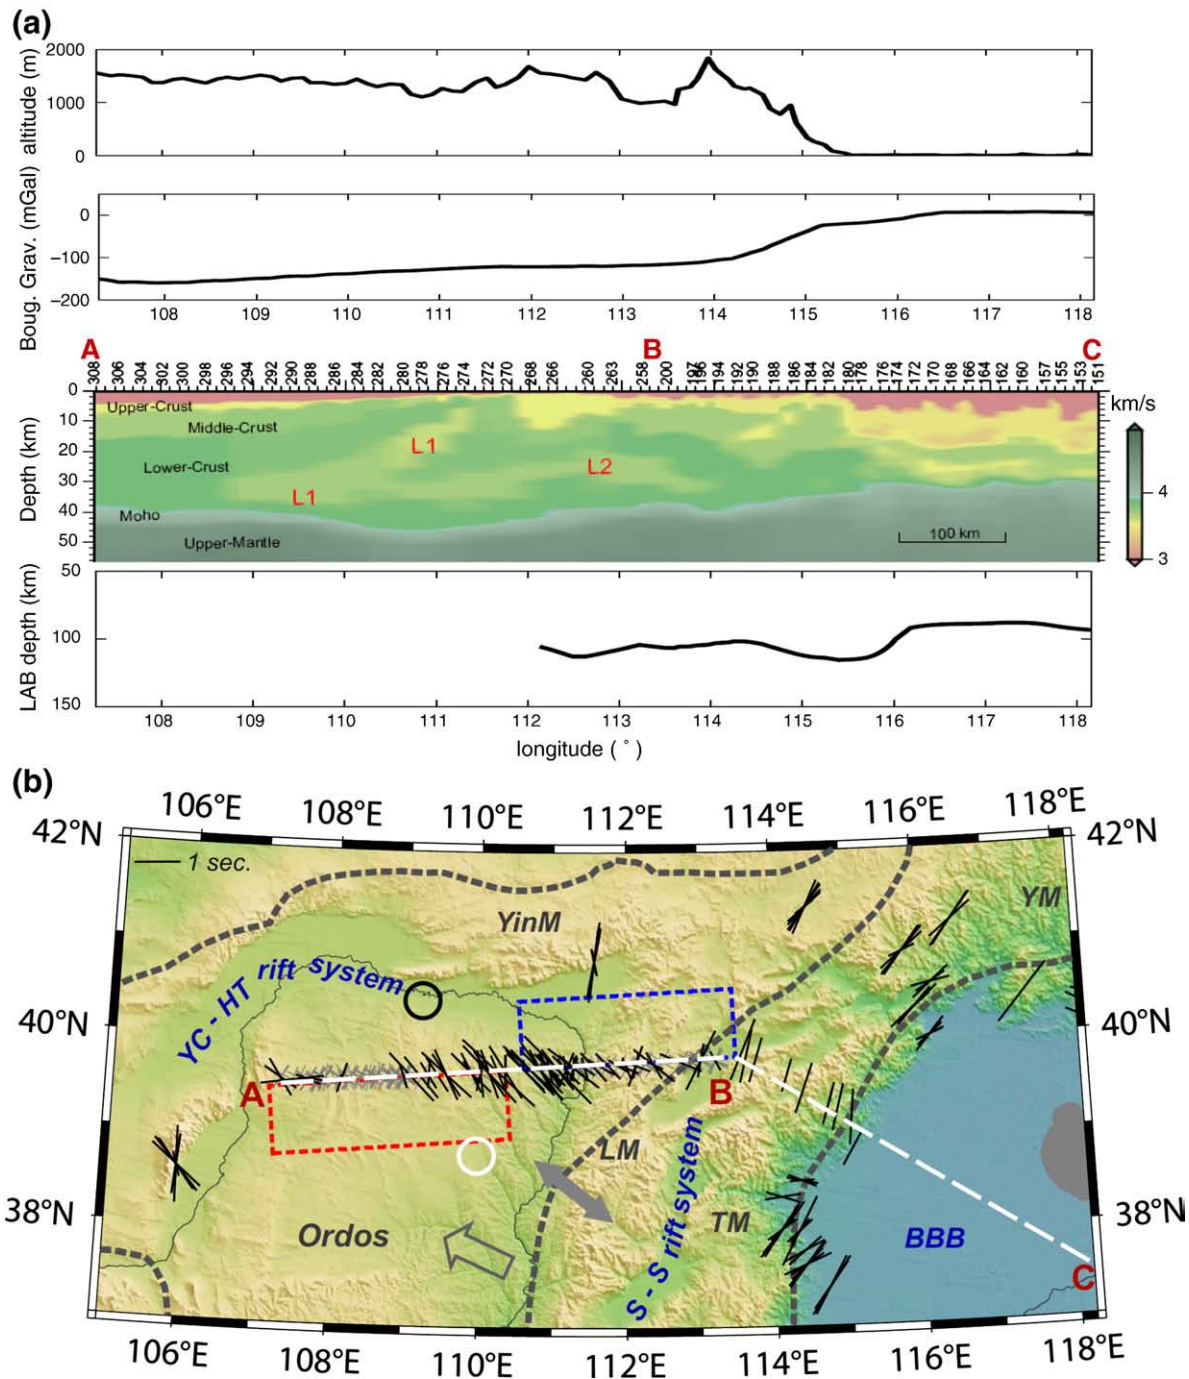 (a)
2000
1000
0
altitude (m)
0
−100
−200
Boug. Grav. (mGal)
108 109 110 111 112 113 114 115 116 117 118
A B C
308 306 304 302 300 298 296 294 292 290 288 286 284 282 280 278 276 274 272 270 268 266 260 263 258 200 197 196 194 192 190 188 186 184 182 180 178 176 174 172 170 168 166 164 162 160 157 155 153 151
0
10
20
30
40
50
Depth (km)
Upper-Crust
Middle-Crust
Lower-Crust
Moho
Upper-Mantle
L1
L2
L1
100 km
km/s
4
3
50
100
150
LAB depth (km)
108 109 110 111 112 113 114 115 116 117 118
longitude (°)
(b)
106°E 108°E 110°E 112°E 114°E 116°E 118°E
42°N 42°N
1 sec.
YinM
YM
YC - HT rift system
40°N 40°N
A
B
LM
S - S rift system
38°N 38°N
Ordos
TM
BBB
C
106°E 108°E 110°E 112°E 114°E 116°E 118°E